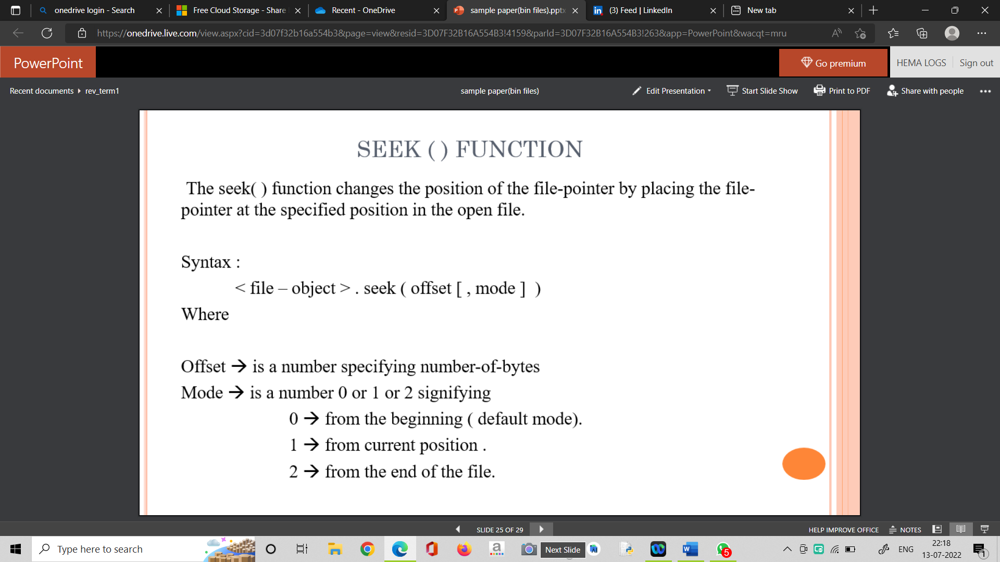 onedrive login - Search
Free Cloud Storage - Share
Recent - OneDrive
sample paper(bin files).pptx
(3) Feed | LinkedIn
New tab
https://onedrive.live.com/view.aspx?cid=3d07f32b16a554b3&page=view&resid=3D07F32B16A554B3!4159&parId=3D07F32B16A554B3!263&app=PowerPoint&wacqt=mru
PowerPoint
Go premium
HEMA LOGS
Sign out
Recent documents
rev_term1
sample paper(bin files)
Edit Presentation
Start Slide Show
Print to PDF
Share with people
SEEK ( ) FUNCTION
The seek( ) function changes the position of the file-pointer by placing the file-
pointer at the specified position in the open file.
Syntax :
< file – object > . seek ( offset [ , mode ] )
Where
Offset → is a number specifying number-of-bytes
Mode → is a number 0 or 1 or 2 signifying
0 → from the beginning ( default mode).
1 → from current position .
2 → from the end of the file.
SLIDE 25 OF 29
HELP IMPROVE OFFICE
NOTES
Type here to search
Next Slide
5
ENG
22:18
13-07-2022
1